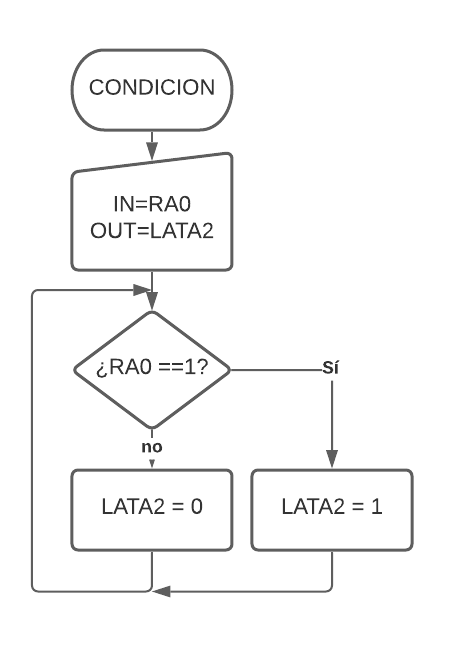 CONDICION
IN=RA0
OUT=LATA2
¿RA0 ==1?
Sí
no
LATA2 = 0
LATA2 = 1